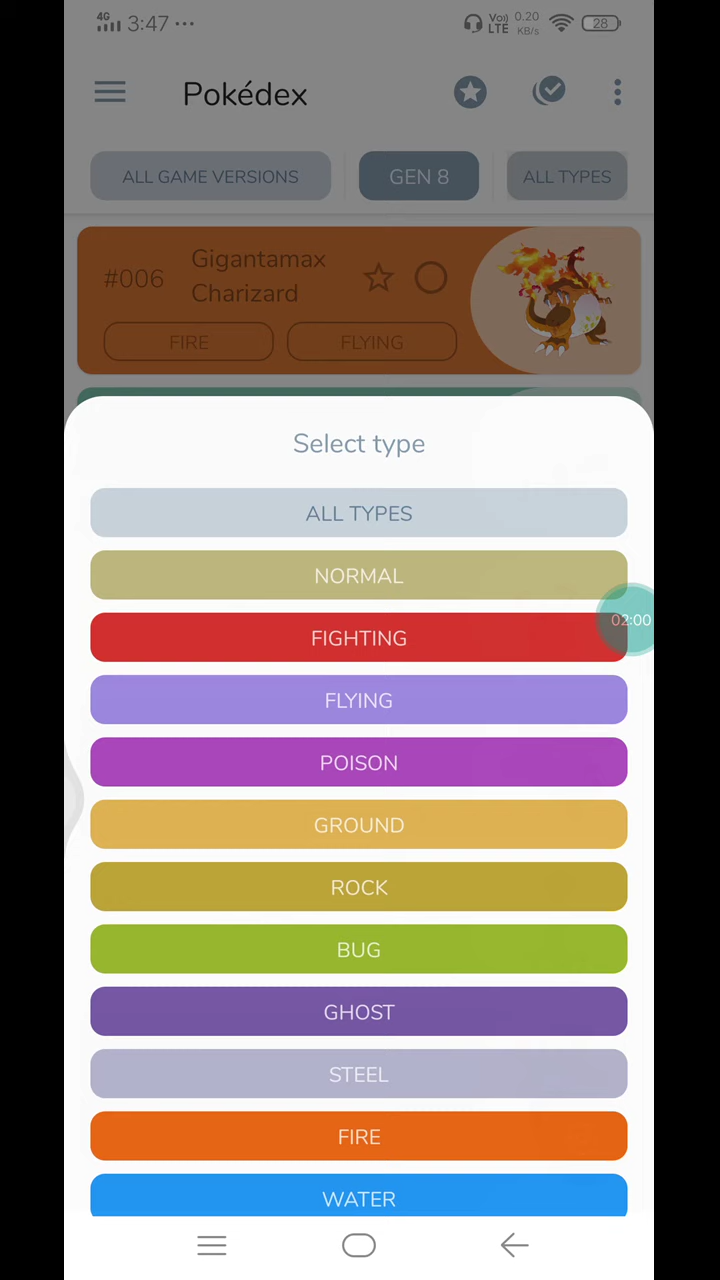 4G 3:47 ... Vo)) LTE 0.20 KB/s 28
Pokédex
ALL GAME VERSIONS GEN 8 ALL TYPES
#006 Gigantamax Charizard
FIRE FLYING
Select type
ALL TYPES
NORMAL
FIGHTING
02:00
FLYING
POISON
GROUND
ROCK
BUG
GHOST
STEEL
FIRE
WATER